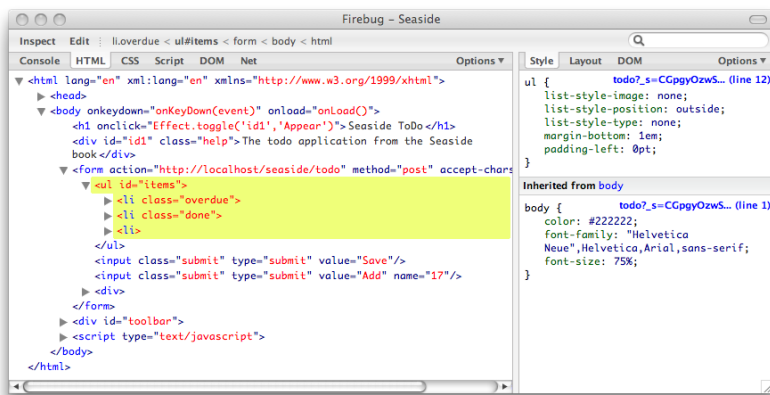 Firebug – Seaside
Inspect Edit li.overdue < ul#items < form < body < html
Console HTML CSS Script DOM Net Options ▾
Style Layout DOM Options ▾
<html lang="en" xml:lang="en" xmlns="http://www.w3.org/1999/xhtml">
<head>
<body onkeydown="onKeyDown(event)" onload="onLoad()">
<h1 onclick="Effect.toggle('id1','Appear')">Seaside ToDo</h1>
<div id="id1" class="help">The todo application from the Seaside
book</div>
<form action="http://localhost/seaside/todo" method="post" accept-chars
<ul id="items">
<li class="overdue">
<li class="done">
<li>
</ul>
<input class="submit" type="submit" value="Save"/>
<input class="submit" type="submit" value="Add" name="17"/>
<div>
</form>
<div id="toolbar">
<script type="text/javascript">
</body>
</html>
ul { todo?_s=CGpgyOzwS... (line 12)
list-style-image: none;
list-style-position: outside;
list-style-type: none;
margin-bottom: 1em;
padding-left: 0pt;
}
Inherited from body
body { todo?_s=CGpgyOzwS... (line 1)
color: #222222;
font-family: "Helvetica
Neue",Helvetica,Arial,sans-serif;
font-size: 75%;
}